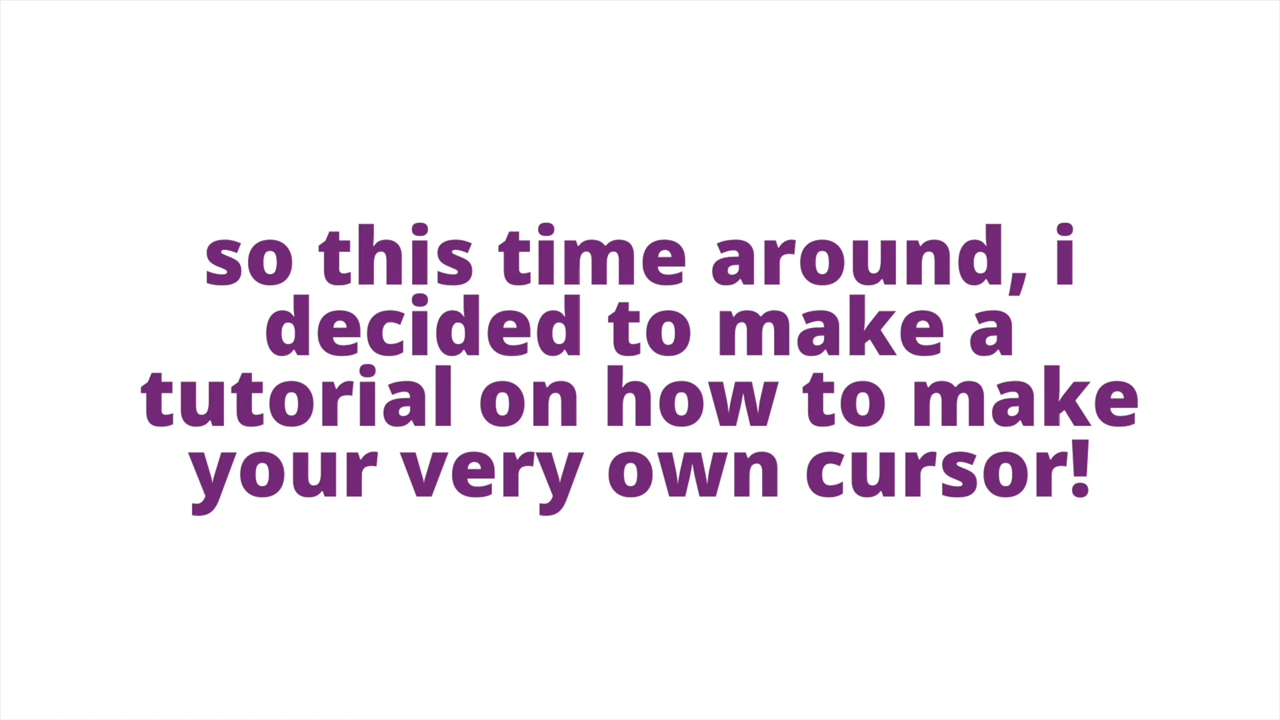 so this time around, i
decided to make a
tutorial on how to make
your very own cursor!